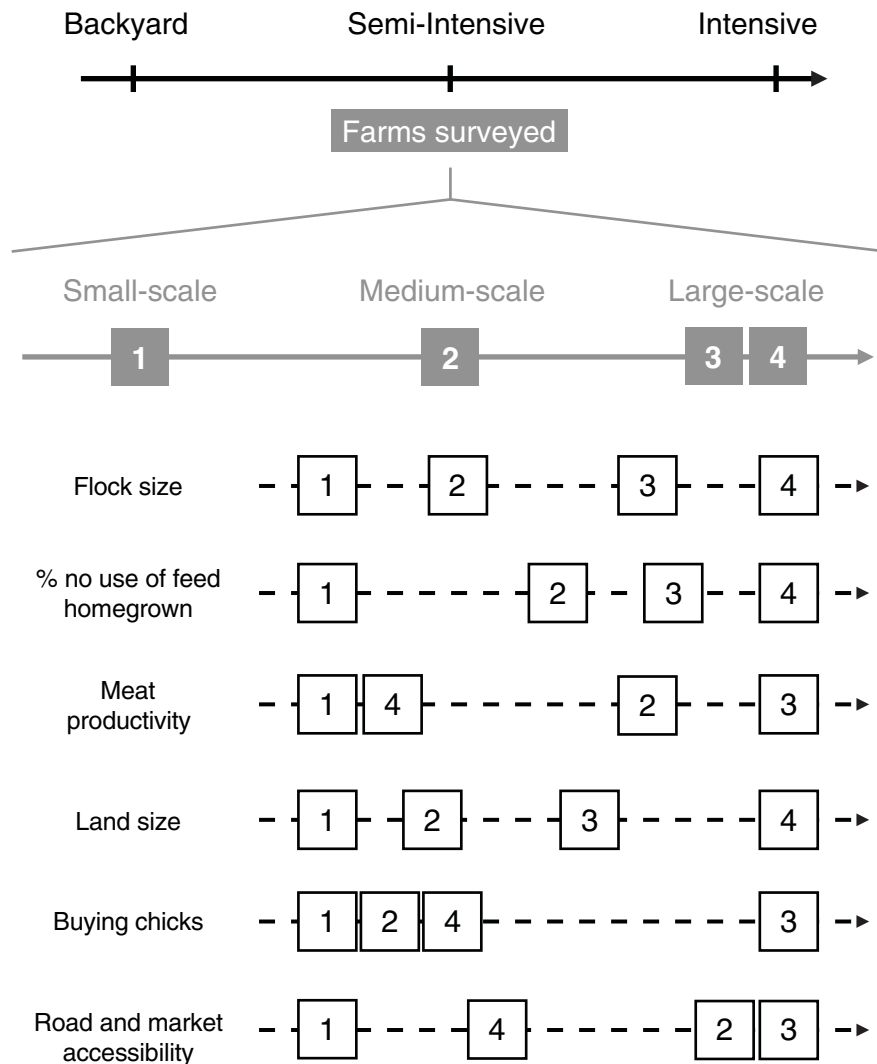 Backyard Semi-Intensive Intensive
Farms surveyed
Small-scale Medium-scale Large-scale
1 2 3 4
Flock size 1 2 3 4
% no use of feed
homegrown 1 2 3 4
Meat
productivity 1 4 2 3
Land size 1 2 3 4
Buying chicks 1 2 4 3
Road and market
accessibility 1 4 2 3